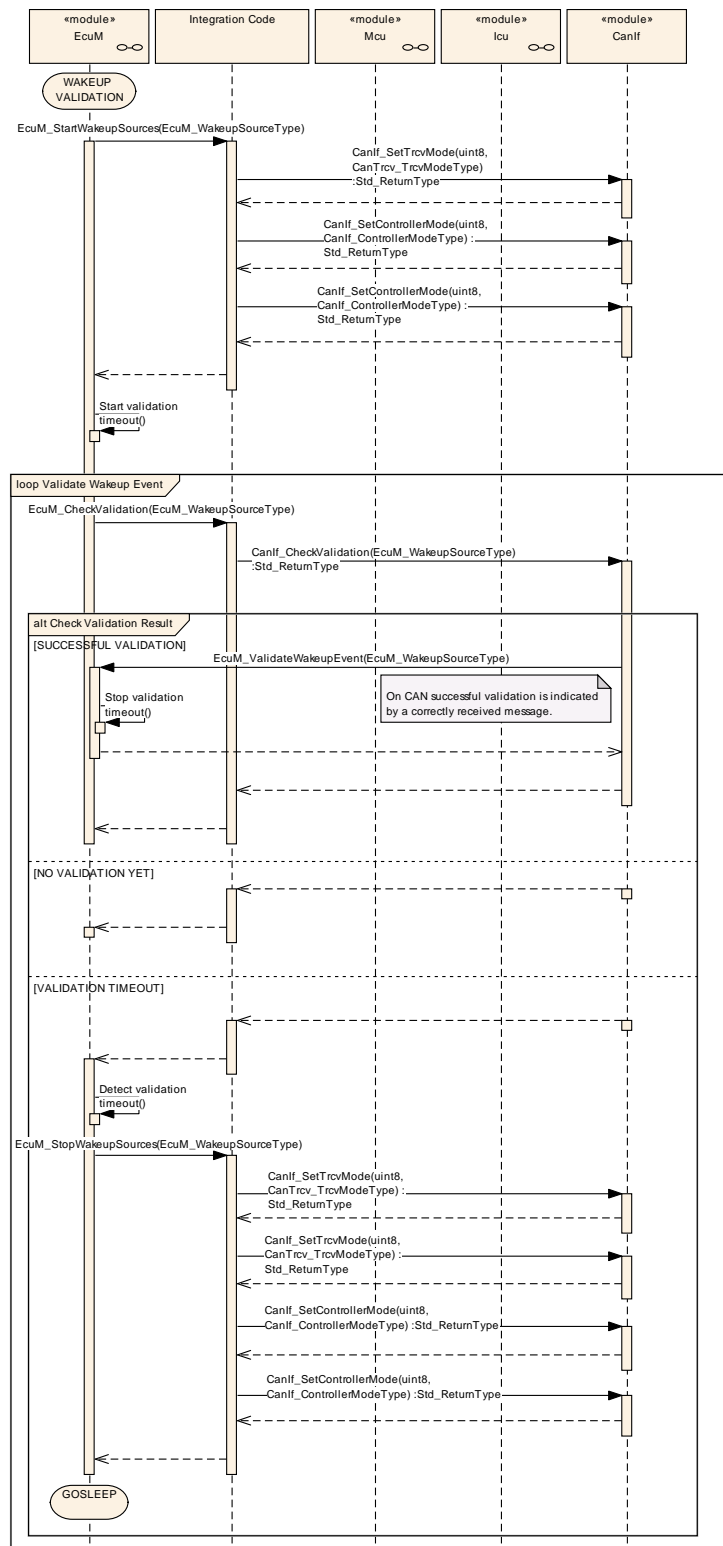 «module»
EcuM
Integration Code
«module»
Mcu
«module»
Icu
«module»
CanIf
WAKEUP
VALIDATION
EcuM_StartWakeupSources(EcuM_WakeupSourceType)
CanIf_SetTrcvMode(uint8,
CanTrcv_TrcvModeType)
:Std_ReturnType
CanIf_SetControllerMode(uint8,
CanIf_ControllerModeType) :
Std_ReturnType
CanIf_SetControllerMode(uint8,
CanIf_ControllerModeType) :
Std_ReturnType
Start validation
timeout()
loop Validate Wakeup Event
EcuM_CheckValidation(EcuM_WakeupSourceType)
CanIf_CheckValidation(EcuM_WakeupSourceType)
:Std_ReturnType
alt Check Validation Result
[SUCCESSFUL VALIDATION]
EcuM_ValidateWakeupEvent(EcuM_WakeupSourceType)
On CAN successful validation is indicated
by a correctly received message.
Stop validation
timeout()
[NO VALIDATION YET]
[VALIDATION TIMEOUT]
Detect validation
timeout()
EcuM_StopWakeupSources(EcuM_WakeupSourceType)
CanIf_SetTrcvMode(uint8,
CanTrcv_TrcvModeType) :
Std_ReturnType
CanIf_SetTrcvMode(uint8,
CanTrcv_TrcvModeType) :
Std_ReturnType
CanIf_SetControllerMode(uint8,
CanIf_ControllerModeType) :Std_ReturnType
CanIf_SetControllerMode(uint8,
CanIf_ControllerModeType) :Std_ReturnType
GOSLEEP